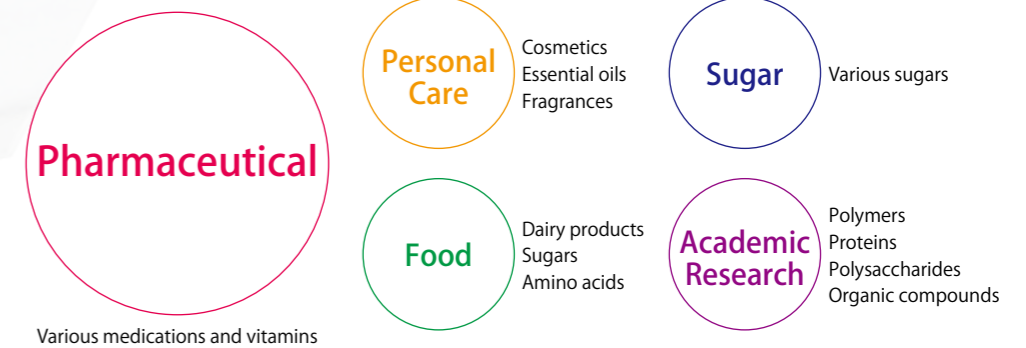 Pharmaceutical
Various medications and vitamins
Personal
Care
Cosmetics
Essential oils
Fragrances
Sugar
Various sugars
Food
Dairy products
Sugars
Amino acids
Academic
Research
Polymers
Proteins
Polysaccharides
Organic compounds